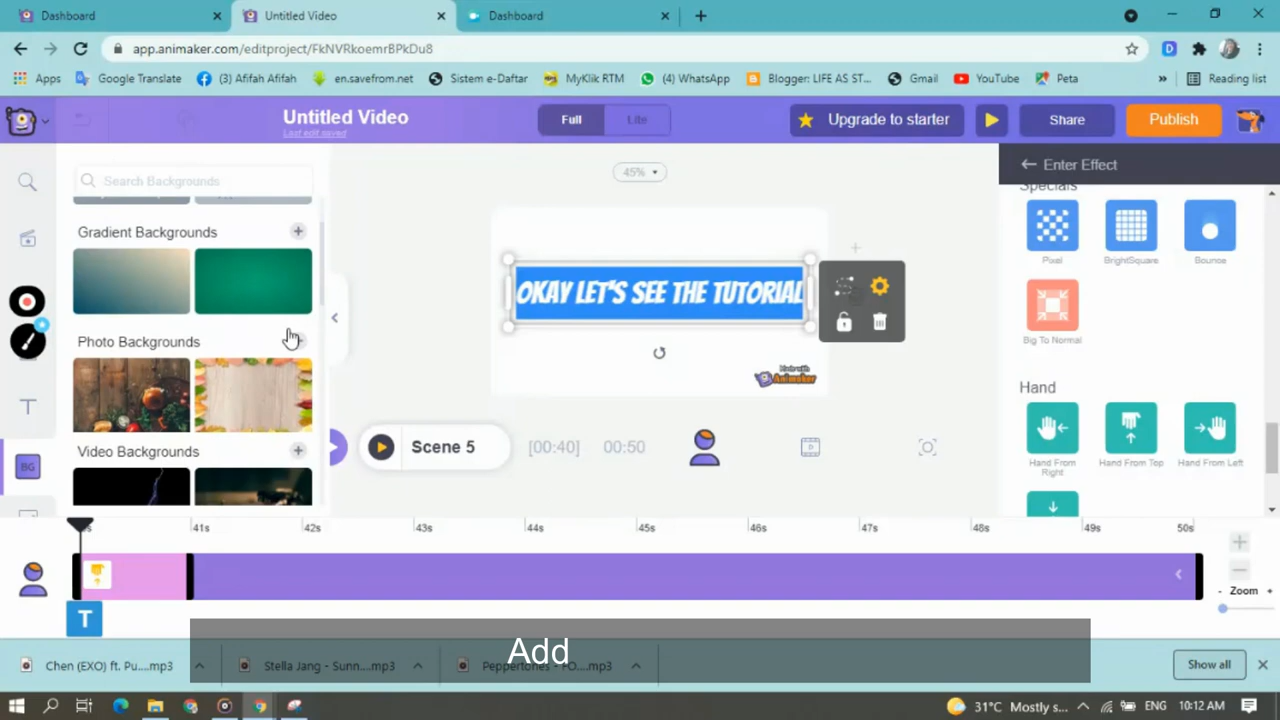 Dashboard
Untitled Video
Dashboard
app.animaker.com/editproject/FkNVRkoemrBPkDu8
Apps
Google Translate
(3) Afifah Afifah
en.savefrom.net
Sistem e-Daftar
MyKlik RTM
(4) WhatsApp
Blogger: LIFE AS ST...
Gmail
YouTube
Peta
»
Reading list
Untitled Video
Last edit saved
Full
Lite
Upgrade to starter
Share
Publish
Search Backgrounds
45%
Enter Effect
Specials
Gradient Backgrounds
Pixel
BrightSquare
Bounce
OKAY LET'S SEE THE TUTORIAL
Photo Backgrounds
Big To Normal
Made with
Animaker
Hand
Video Backgrounds
Scene 5
[00:40]
00:50
Hand From Right
Hand From Top
Hand From Left
T
BG
41s
42s
43s
44s
45s
46s
47s
48s
49s
50s
- Zoom +
T
Add
Chen (EXO) ft. Pu....mp3
Stella Jang - Sunn....mp3
Peppertones - FO....mp3
Show all
31°C Mostly s...
ENG
10:12 AM